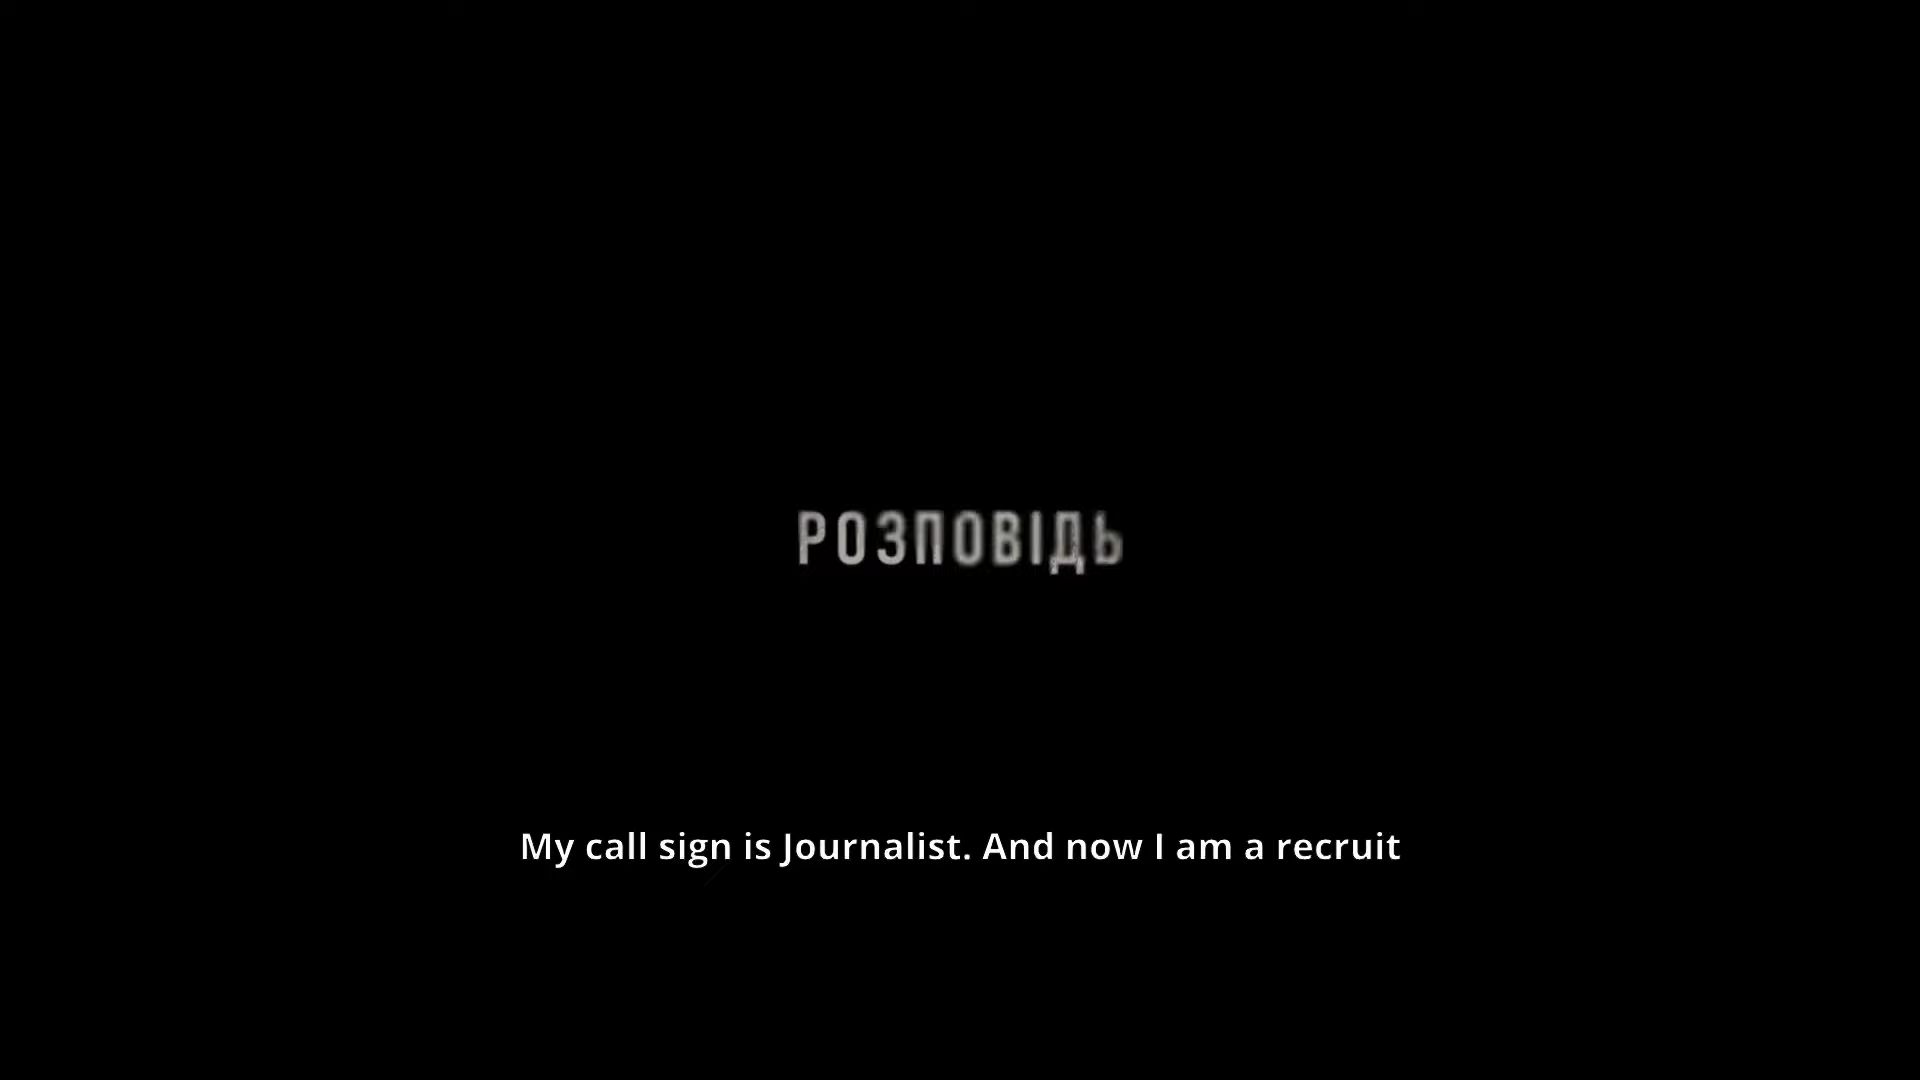 РОЗПОВІДЬ
My call sign is Journalist. And now I am a recruit